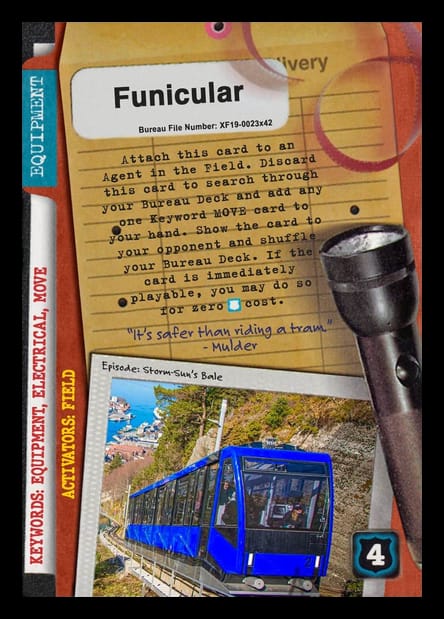 ivery
Funicular
Bureau File Number: XF19-0023x42
EQUIPMENT
KEYWORDS: EQUIPMENT, ELECTRICAL, MOVE
ACTIVATORS: FIELD
Attach this card to an
Agent in the Field. Discard
this card to search through
your Bureau Deck and add any
one Keyword MOVE card to
your hand. Show the card to
your opponent and shuffle
your Bureau Deck. If the
card is immediately
playable, you may do so
for zero cost.
"It's safer than riding a tram."
- Mulder
Episode: Storm-Sun's Bale
4